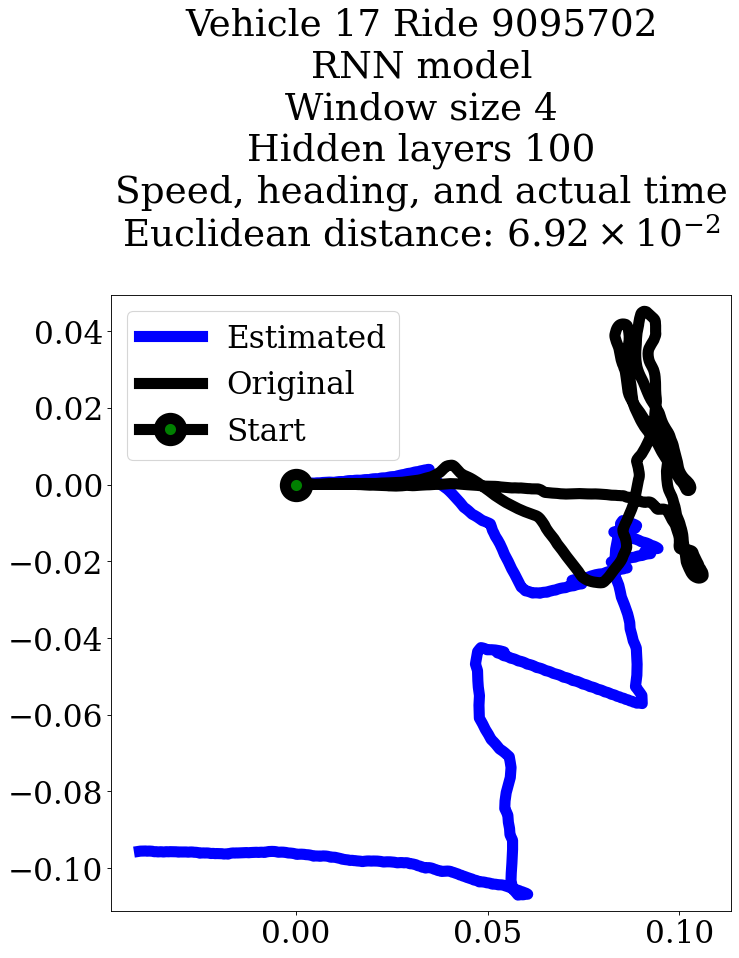 Vehicle 17 Ride 9095702
RNN model
Window size 4
Hidden layers 100
Speed, heading, and actual time
Euclidean distance: 6.92 × 10⁻²
Estimated
Original
Start
0.04
0.02
0.00
−0.02
−0.04
−0.06
−0.08
−0.10
0.00 0.05 0.10